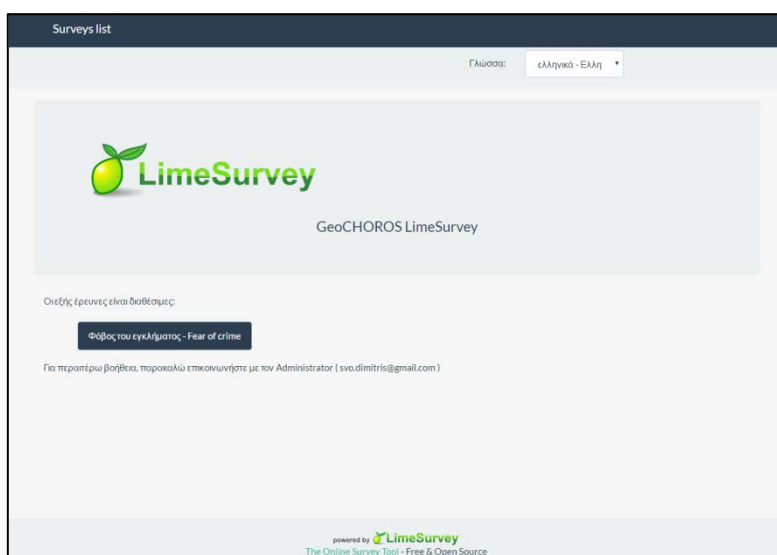 Surveys list
Γλώσσα: ελληνικά - Ελλη
LimeSurvey
GeoCHOROS LimeSurvey
Οι εξής έρευνες είναι διαθέσιμες:
Φόβος του εγκλήματος - Fear of crime
Για περαιτέρω βοήθεια, παρακαλώ επικοινωνήστε με τον Administrator ( svo.dimitris@gmail.com )
powered by LimeSurvey
The Online Survey Tool - Free & Open Source